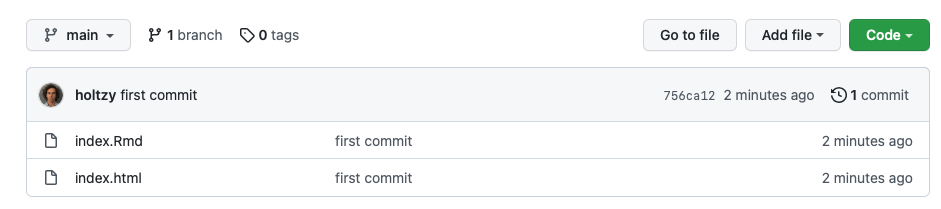 main 1 branch 0 tags Go to file Add file Code
holtzy first commit 756ca12 2 minutes ago 1 commit
index.Rmd first commit 2 minutes ago
index.html first commit 2 minutes ago